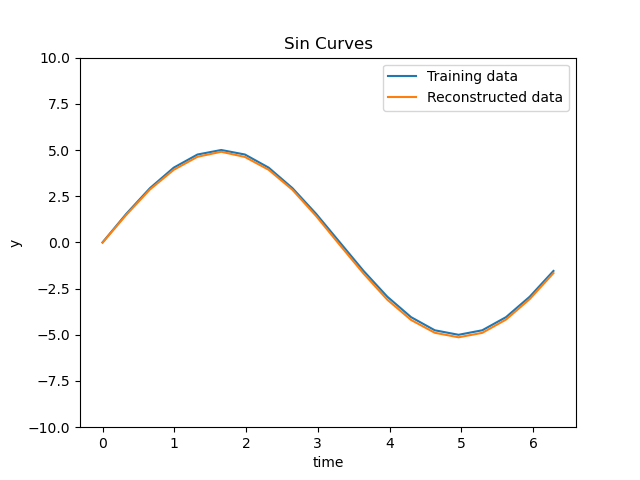 Sin Curves
Training data
Reconstructed data
10.0
7.5
5.0
2.5
0.0
−2.5
−5.0
−7.5
−10.0
y
0 1 2 3 4 5 6
time